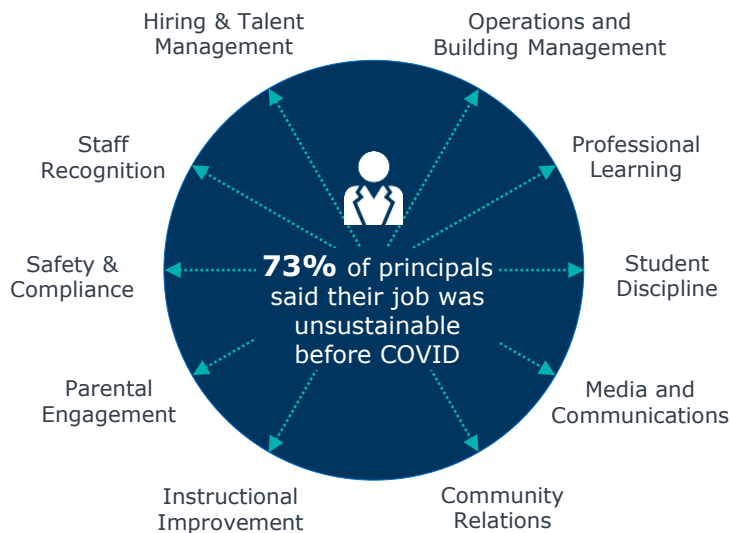 Hiring & Talent
Management
Operations and
Building Management
Staff
Recognition
Professional
Learning
Safety &
Compliance
73% of principals
said their job was
unsustainable
before COVID
Student
Discipline
Parental
Engagement
Media and
Communications
Instructional
Improvement
Community
Relations